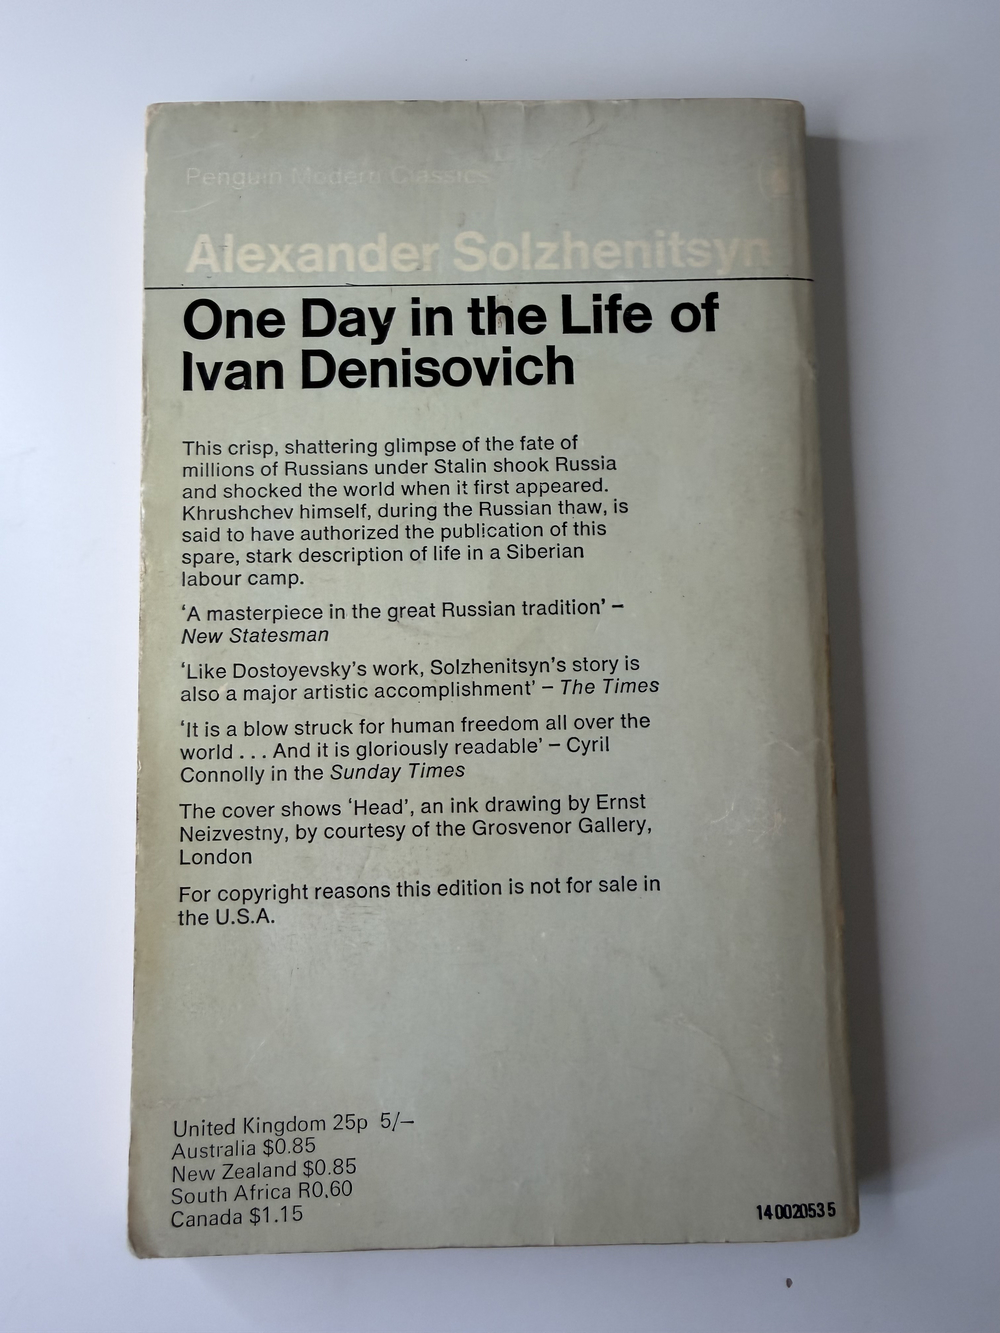 Penguin Modern Classics
Alexander Solzhenitsyn
One Day in the Life of
Ivan Denisovich
This crisp, shattering glimpse of the fate of
millions of Russians under Stalin shook Russia
and shocked the world when it first appeared.
Khrushchev himself, during the Russian thaw, is
said to have authorized the publication of this
spare, stark description of life in a Siberian
labour camp.
‘A masterpiece in the great Russian tradition’ –
New Statesman
‘Like Dostoyevsky’s work, Solzhenitsyn’s story is
also a major artistic accomplishment’ – The Times
‘It is a blow struck for human freedom all over the
world . . . And it is gloriously readable’ – Cyril
Connolly in the Sunday Times
The cover shows ‘Head’, an ink drawing by Ernst
Neizvestny, by courtesy of the Grosvenor Gallery,
London
For copyright reasons this edition is not for sale in
the U.S.A.
United Kingdom 25p 5/–
Australia $0.85
New Zealand $0.85
South Africa R0.60
Canada $1.15
14 002053 5